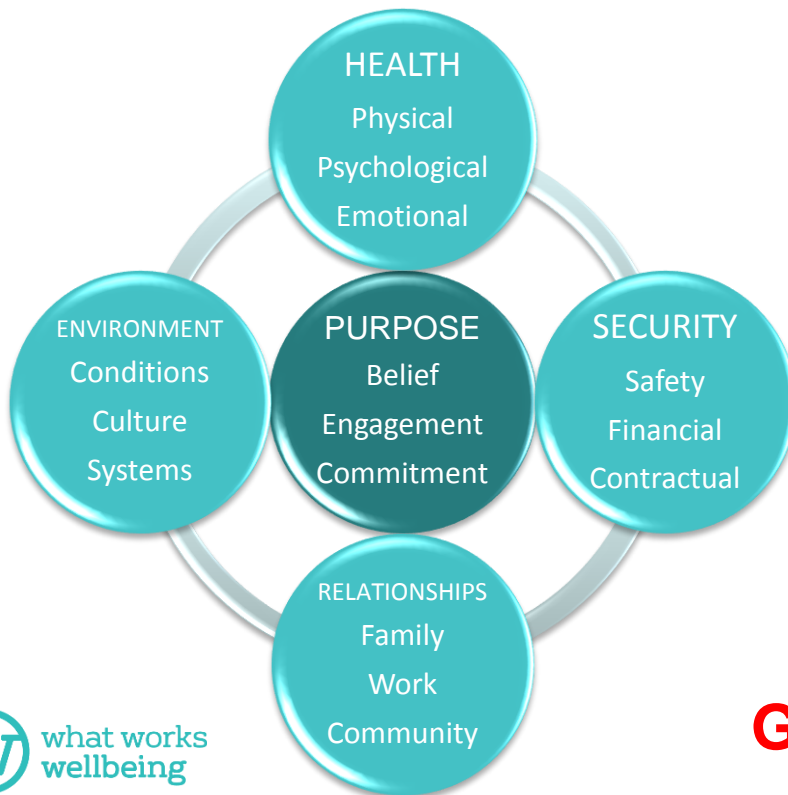 HEALTH
Physical
Psychological
Emotional
ENVIRONMENT
Conditions
Culture
Systems
PURPOSE
Belief
Engagement
Commitment
SECURITY
Safety
Financial
Contractual
RELATIONSHIPS
Family
Work
Community
what works
wellbeing
G